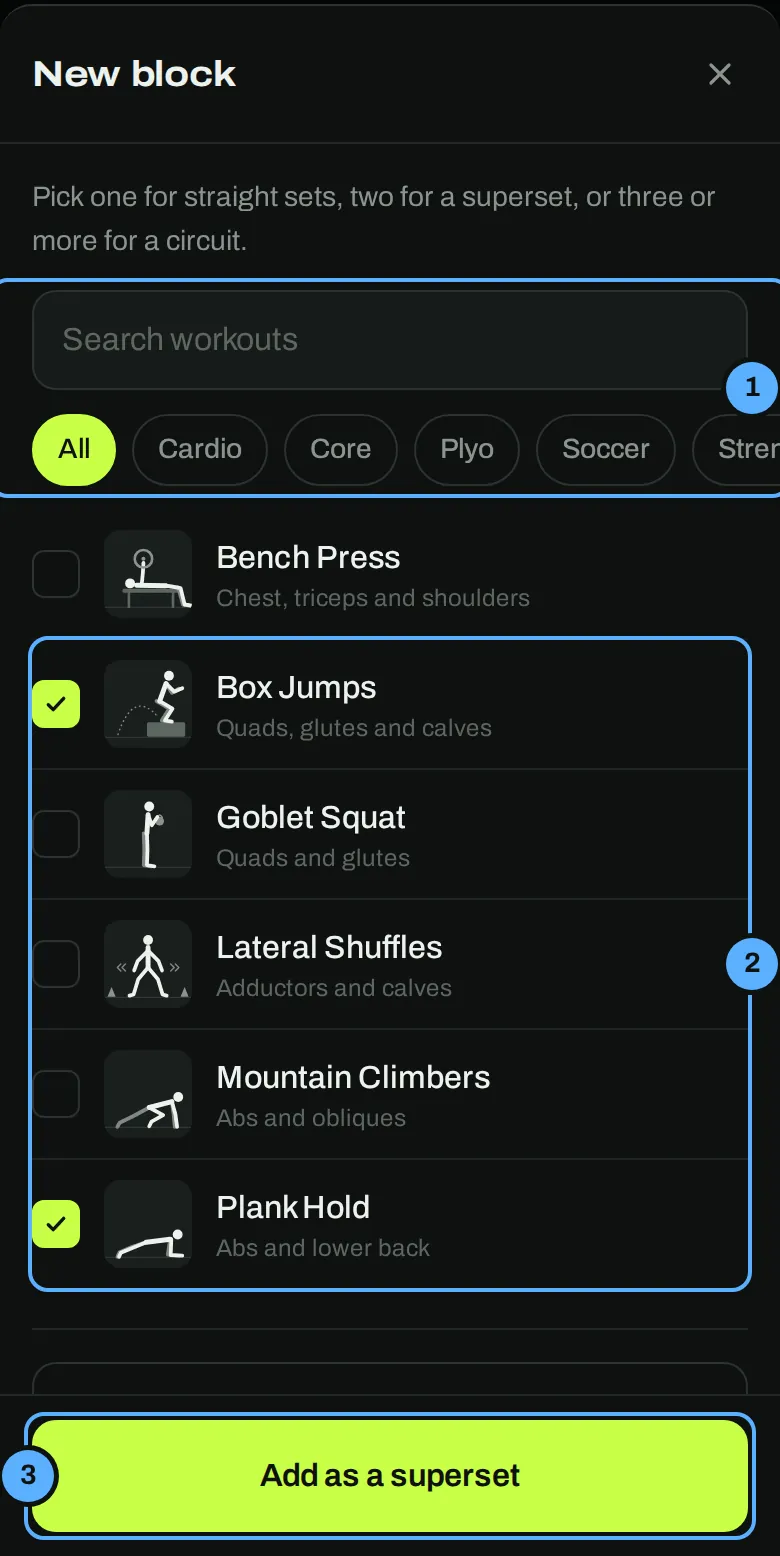 New block
Pick one for straight sets, two for a superset, or three or
more for a circuit.
Search workouts
1
All
Cardio
Core
Plyo
Soccer
Stren
Bench Press
Chest, triceps and shoulders
Box Jumps
Quads, glutes and calves
Goblet Squat
Quads and glutes
2
Lateral Shuffles
Adductors and calves
Mountain Climbers
Abs and obliques
Plank Hold
Abs and lower back
3
Add as a superset